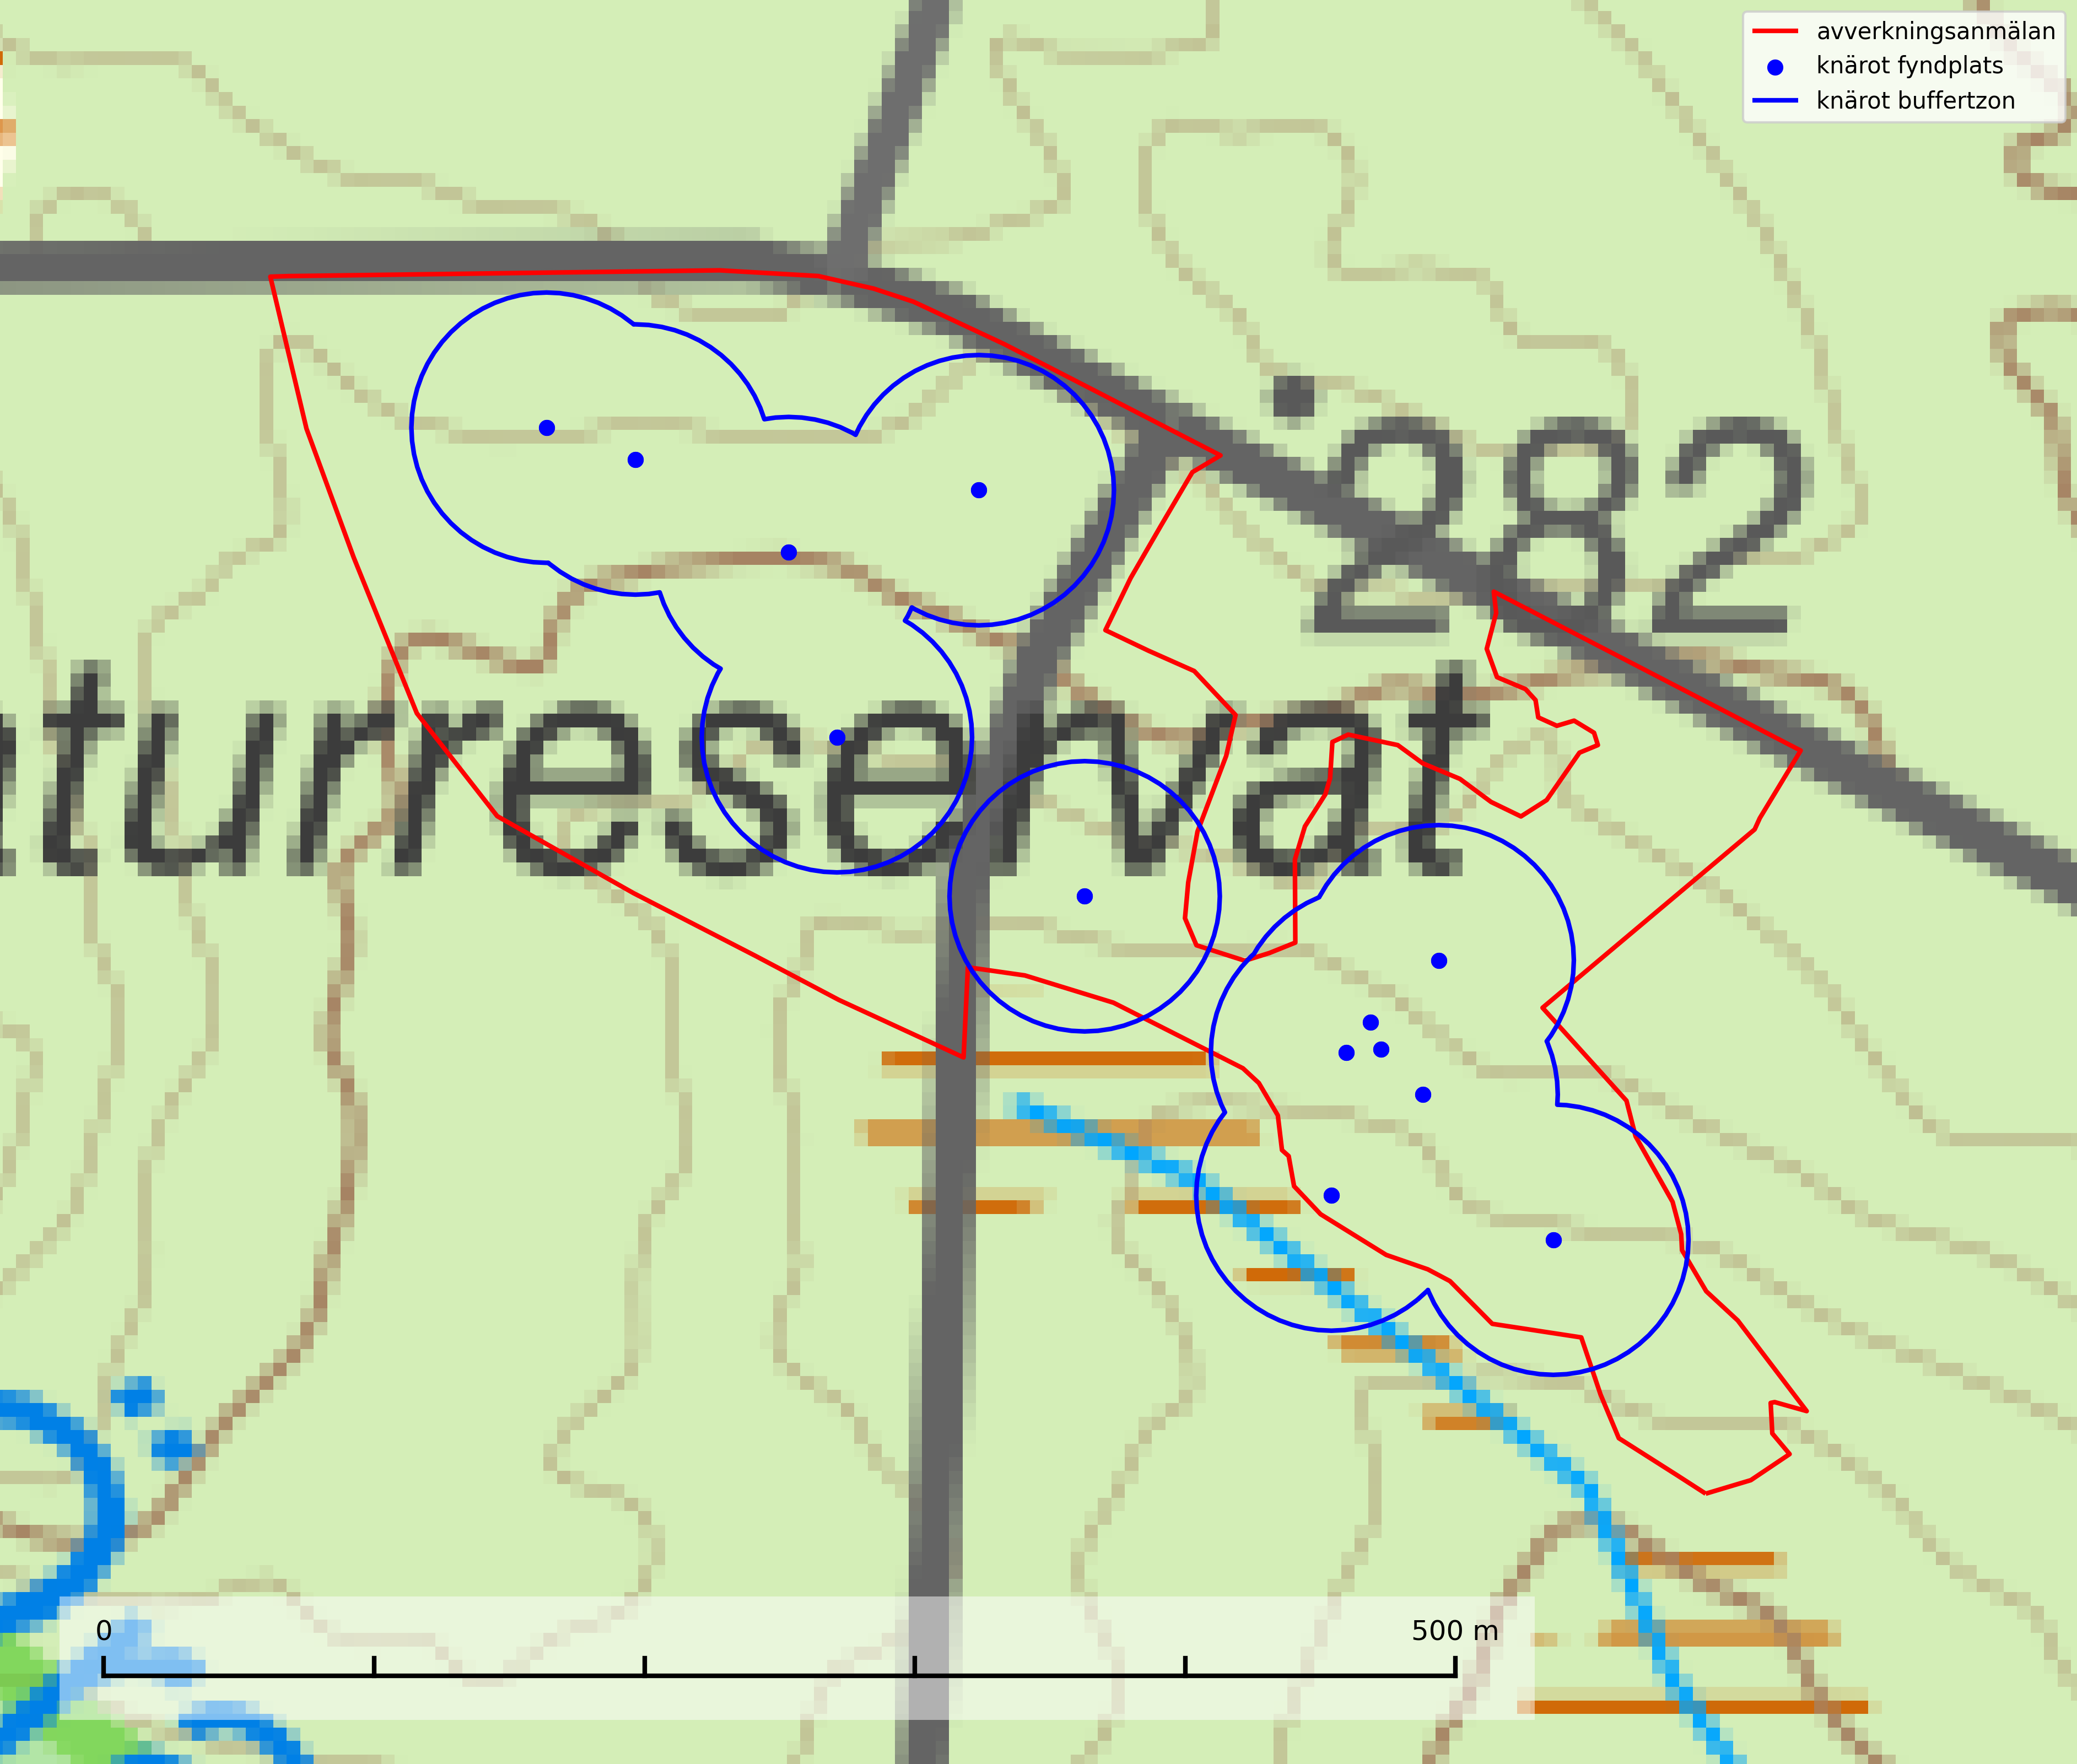 avverkningsanmälan
knärot fyndplats
knärot buffertzon
282
turreservat
0 500 m